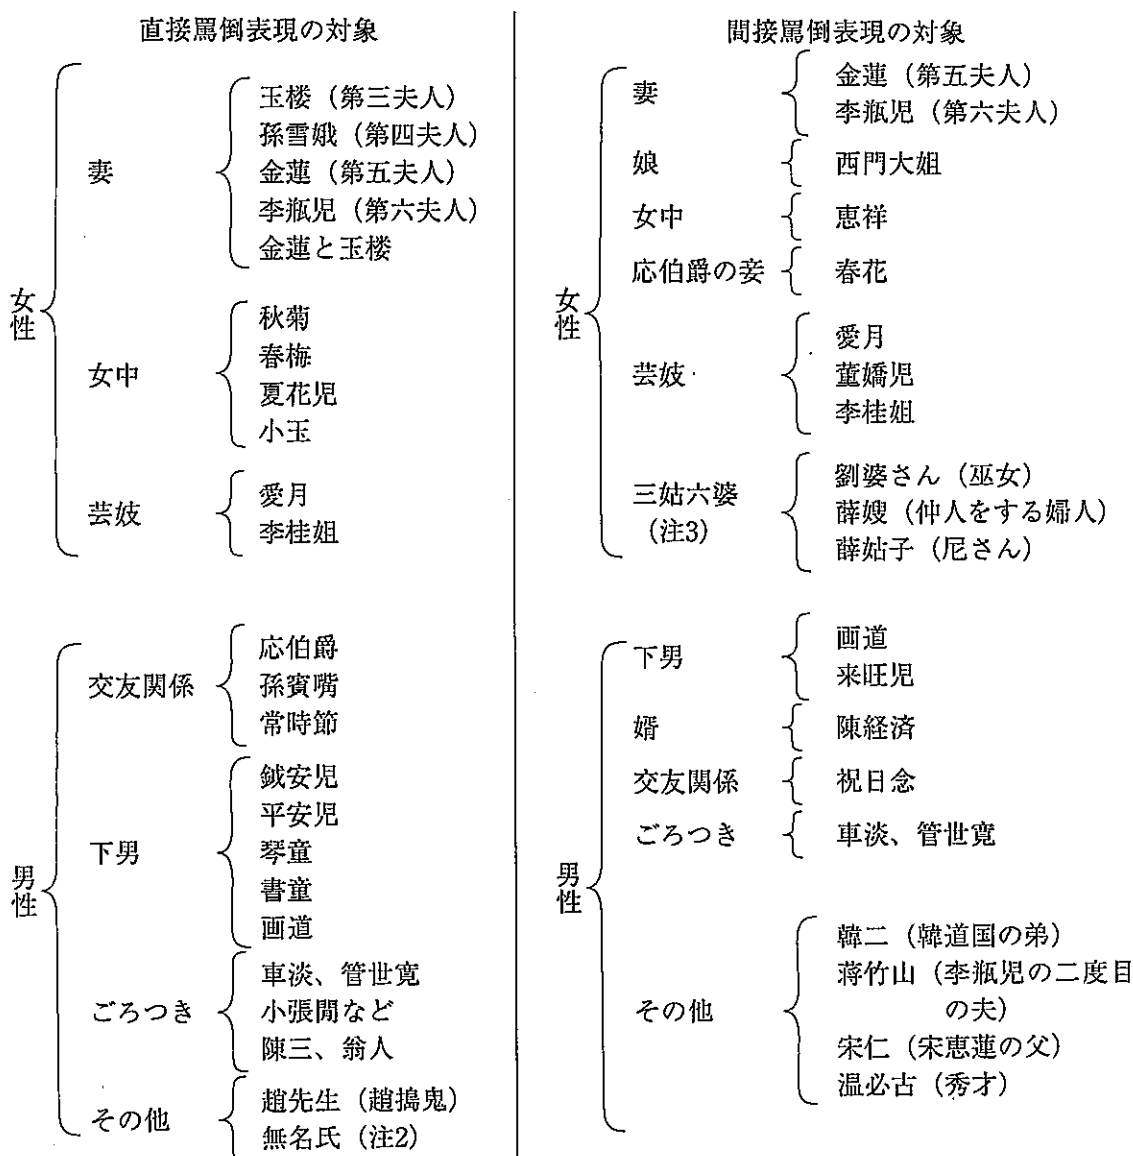 直接罵倒表現の対象
女性
妻
玉楼（第三夫人）
孫雪娥（第四夫人）
金蓮（第五夫人）
李瓶児（第六夫人）
金蓮と玉楼
女中
秋菊
春梅
夏花児
小玉
芸妓
愛月
李桂姐
男性
交友関係
応伯爵
孫寡嘴
常時節
下男
鉞安児
平安児
琴童
書童
画道
ごろつき
車淡、管世寛
小張閒など
陳三、翁人
その他
趙先生（趙搗鬼）
無名氏（注2）
間接罵倒表現の対象
女性
妻
金蓮（第五夫人）
李瓶児（第六夫人）
娘
西門大姐
女中
恵祥
応伯爵の妾
春花
芸妓
愛月
董嬌児
李桂姐
三姑六婆
（注3）
劉婆さん（巫女）
薛嫂（仲人をする婦人）
薛姑子（尼さん）
男性
下男
画道
来旺児
婿
陳経済
交友関係
祝日念
ごろつき
車淡、管世寛
その他
韓二（韓道国の弟）
蒋竹山（李瓶児の二度目
の夫）
宋仁（宋恵蓮の父）
温必古（秀才）